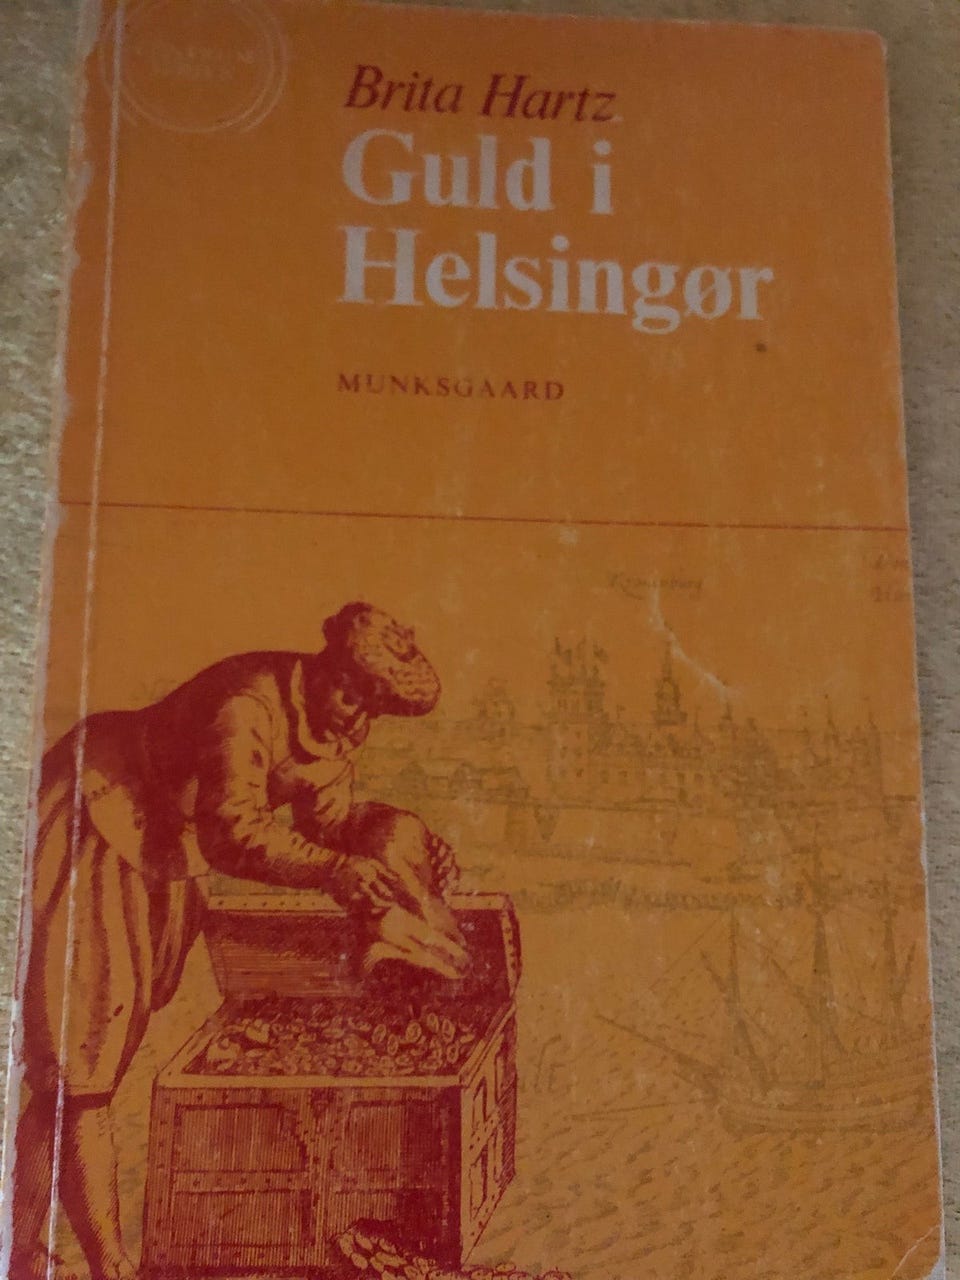 Brita Hartz
Guld i
Helsingør
MUNKSGAARD